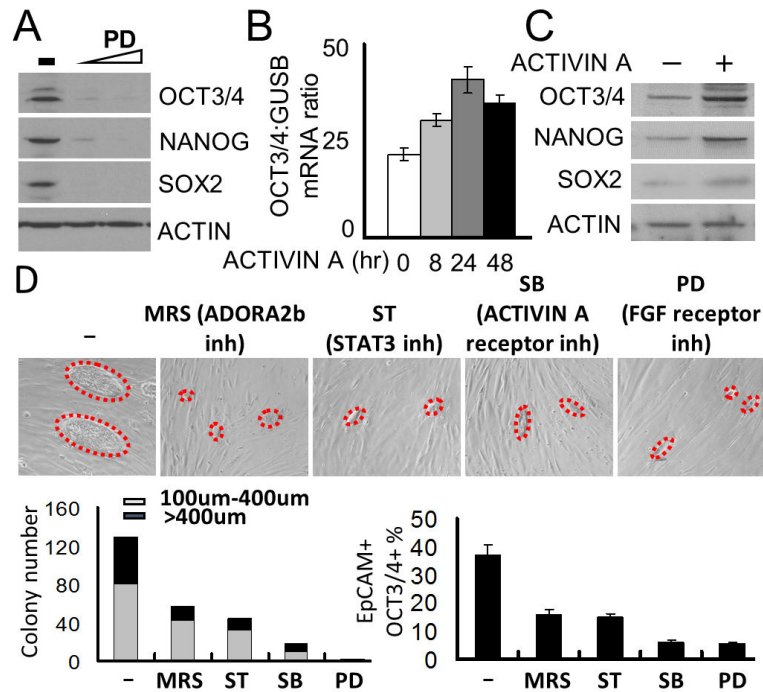 A
PD
–
OCT3/4
NANOG
SOX2
ACTIN
B
OCT3/4:GUSB
mRNA ratio
50
25
0
ACTIVIN A (hr) 0 8 24 48
C
ACTIVIN A – +
OCT3/4
NANOG
SOX2
ACTIN
D
–
MRS (ADORA2b
inh)
ST
(STAT3 inh)
SB
(ACTIVIN A
receptor inh)
PD
(FGF receptor
inh)
Colony number
160
120
80
40
0
100um-400um
>400um
– MRS ST SB PD
EpCAM+
OCT3/4+ %
50
40
30
20
10
0
– MRS ST SB PD